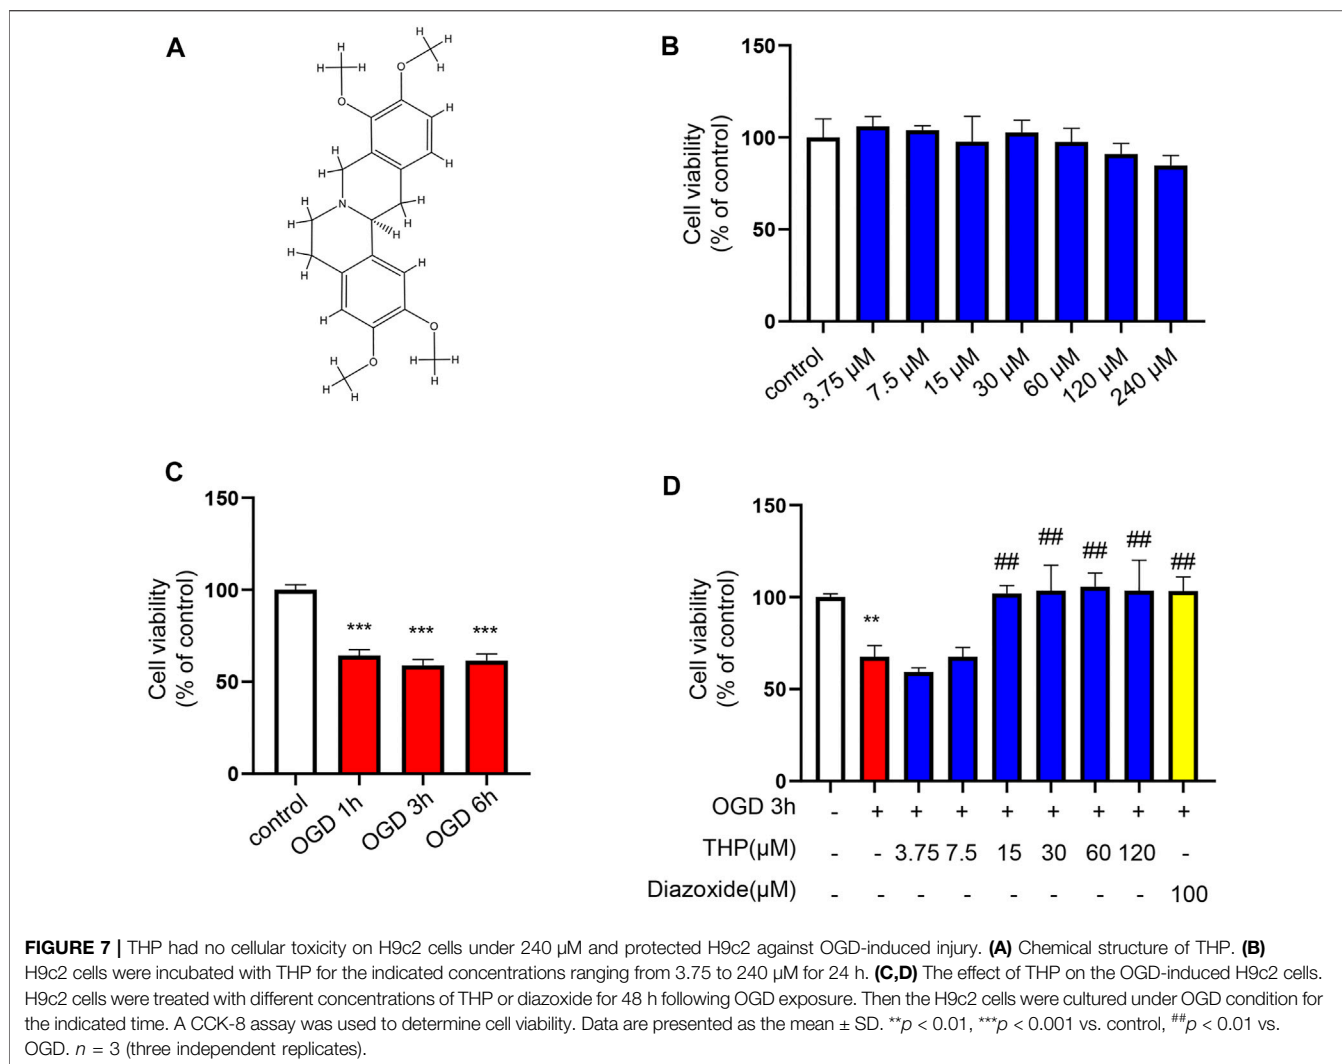 A
H
H
H
H
H
H
O
O
H
H
H
H
N
H
H
H
H
H
H
H
H
H
O
O
H
H
H
H
H
H
B
150
100
50
0
Cell viability
(% of control)
control
3.75 µM
7.5 µM
15 µM
30 µM
60 µM
120 µM
240 µM
C
150
100
50
0
Cell viability
(% of control)
***
***
***
control
OGD 1h
OGD 3h
OGD 6h
D
150
100
50
0
Cell viability
(% of control)
**
##
##
##
##
##
OGD 3h - + + + + + + + +
THP(µM) - - 3.75 7.5 15 30 60 120 -
Diazoxide(µM) - - - - - - - - 100
FIGURE 7 | THP had no cellular toxicity on H9c2 cells under 240 µM and protected H9c2 against OGD-induced injury. (A) Chemical structure of THP. (B)
H9c2 cells were incubated with THP for the indicated concentrations ranging from 3.75 to 240 µM for 24 h. (C,D) The effect of THP on the OGD-induced H9c2 cells.
H9c2 cells were treated with different concentrations of THP or diazoxide for 48 h following OGD exposure. Then the H9c2 cells were cultured under OGD condition for
the indicated time. A CCK-8 assay was used to determine cell viability. Data are presented as the mean ± SD. **p < 0.01, ***p < 0.001 vs. control, ##p < 0.01 vs.
OGD. n = 3 (three independent replicates).